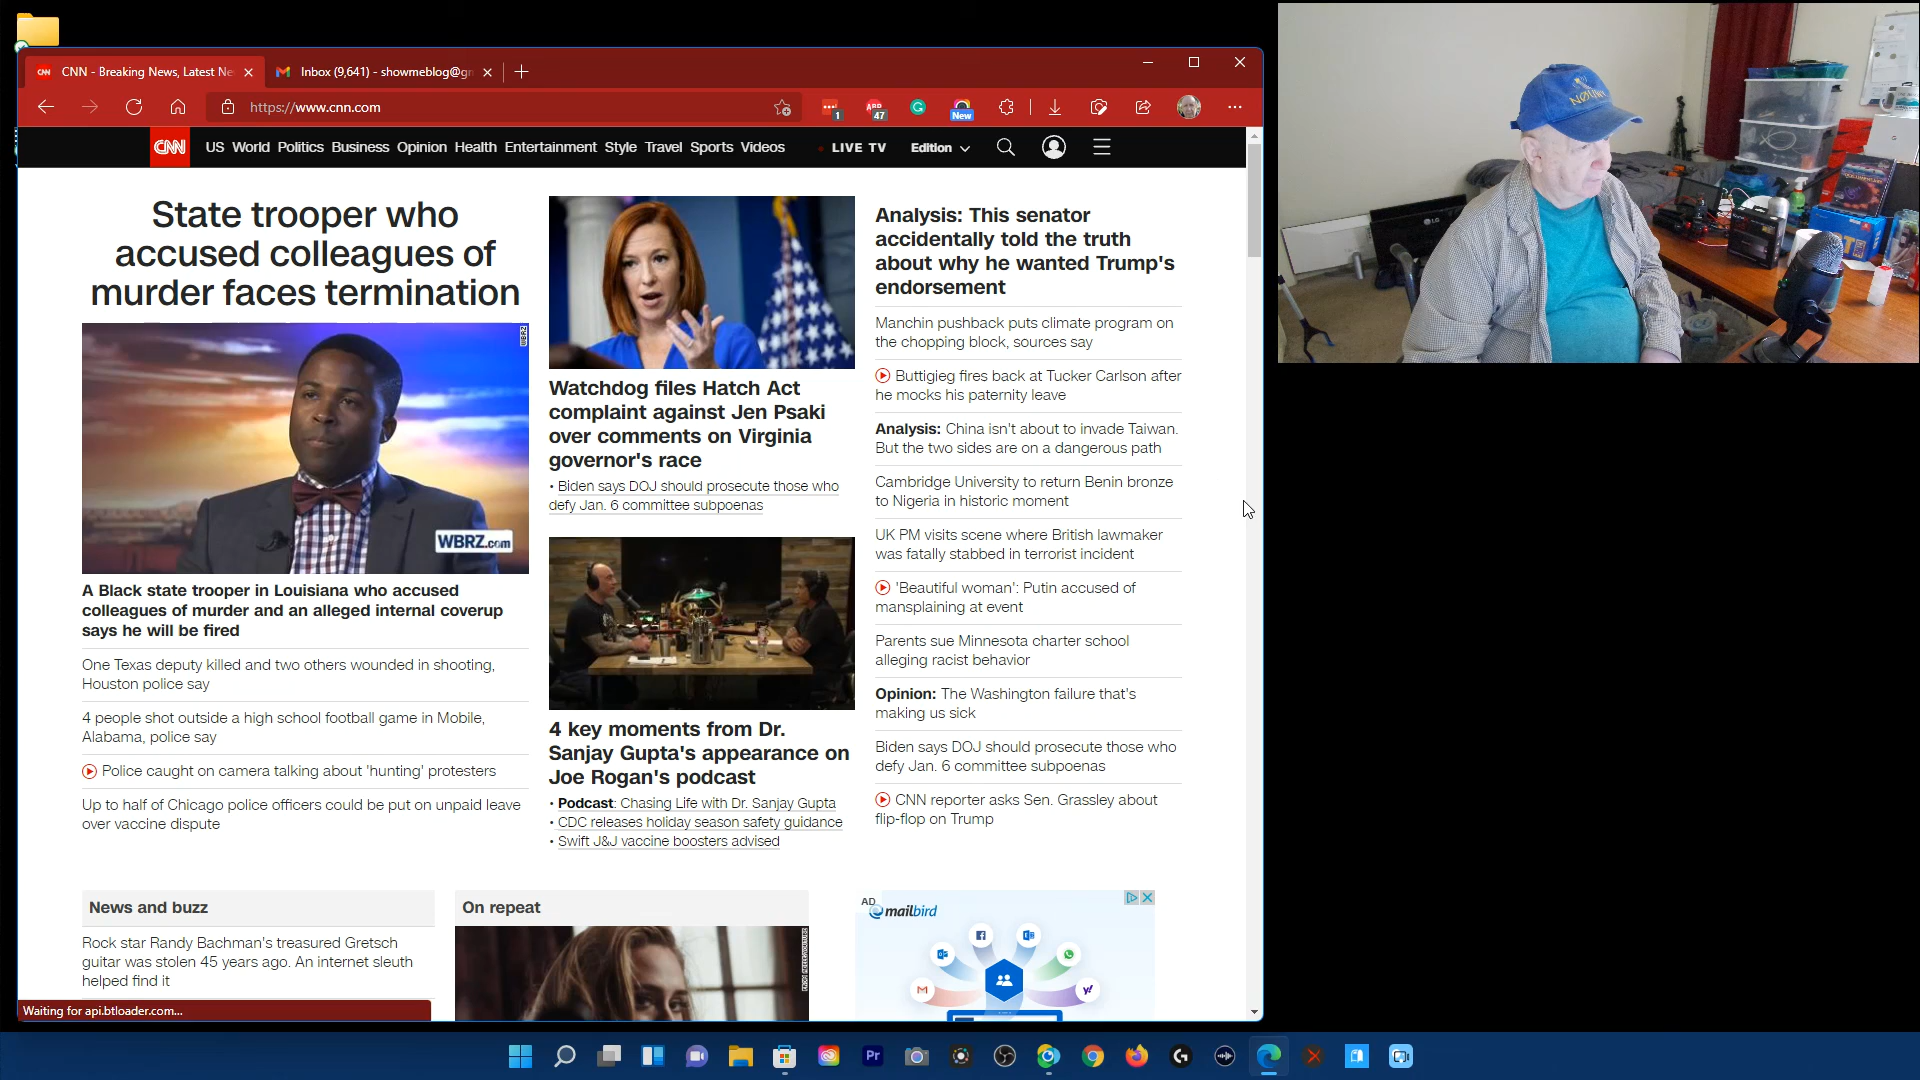 CNN - Breaking News, Latest Ne
Inbox (9,641) - showmeblog@gm
https://www.cnn.com
1
ABP
47
New
CNN
US World Politics Business Opinion Health Entertainment Style Travel Sports Videos
LIVE TV
Edition
State trooper who
accused colleagues of
murder faces termination
WBRZ
WBRZ.com
A Black state trooper in Louisiana who accused
colleagues of murder and an alleged internal coverup
says he will be fired
One Texas deputy killed and two others wounded in shooting,
Houston police say
4 people shot outside a high school football game in Mobile,
Alabama, police say
Police caught on camera talking about 'hunting' protesters
Up to half of Chicago police officers could be put on unpaid leave
over vaccine dispute
Watchdog files Hatch Act
complaint against Jen Psaki
over comments on Virginia
governor's race
• Biden says DOJ should prosecute those who
defy Jan. 6 committee subpoenas
4 key moments from Dr.
Sanjay Gupta's appearance on
Joe Rogan's podcast
• Podcast: Chasing Life with Dr. Sanjay Gupta
• CDC releases holiday season safety guidance
• Swift J&J vaccine boosters advised
Analysis: This senator
accidentally told the truth
about why he wanted Trump's
endorsement
Manchin pushback puts climate program on
the chopping block, sources say
Buttigieg fires back at Tucker Carlson after
he mocks his paternity leave
Analysis: China isn't about to invade Taiwan.
But the two sides are on a dangerous path
Cambridge University to return Benin bronze
to Nigeria in historic moment
UK PM visits scene where British lawmaker
was fatally stabbed in terrorist incident
'Beautiful woman': Putin accused of
mansplaining at event
Parents sue Minnesota charter school
alleging racist behavior
Opinion: The Washington failure that's
making us sick
Biden says DOJ should prosecute those who
defy Jan. 6 committee subpoenas
CNN reporter asks Sen. Grassley about
flip-flop on Trump
News and buzz
Rock star Randy Bachman's treasured Gretsch
guitar was stolen 45 years ago. An internet sleuth
helped find it
On repeat
AD
mailbird
Waiting for api.btloader.com...
Pr
LG